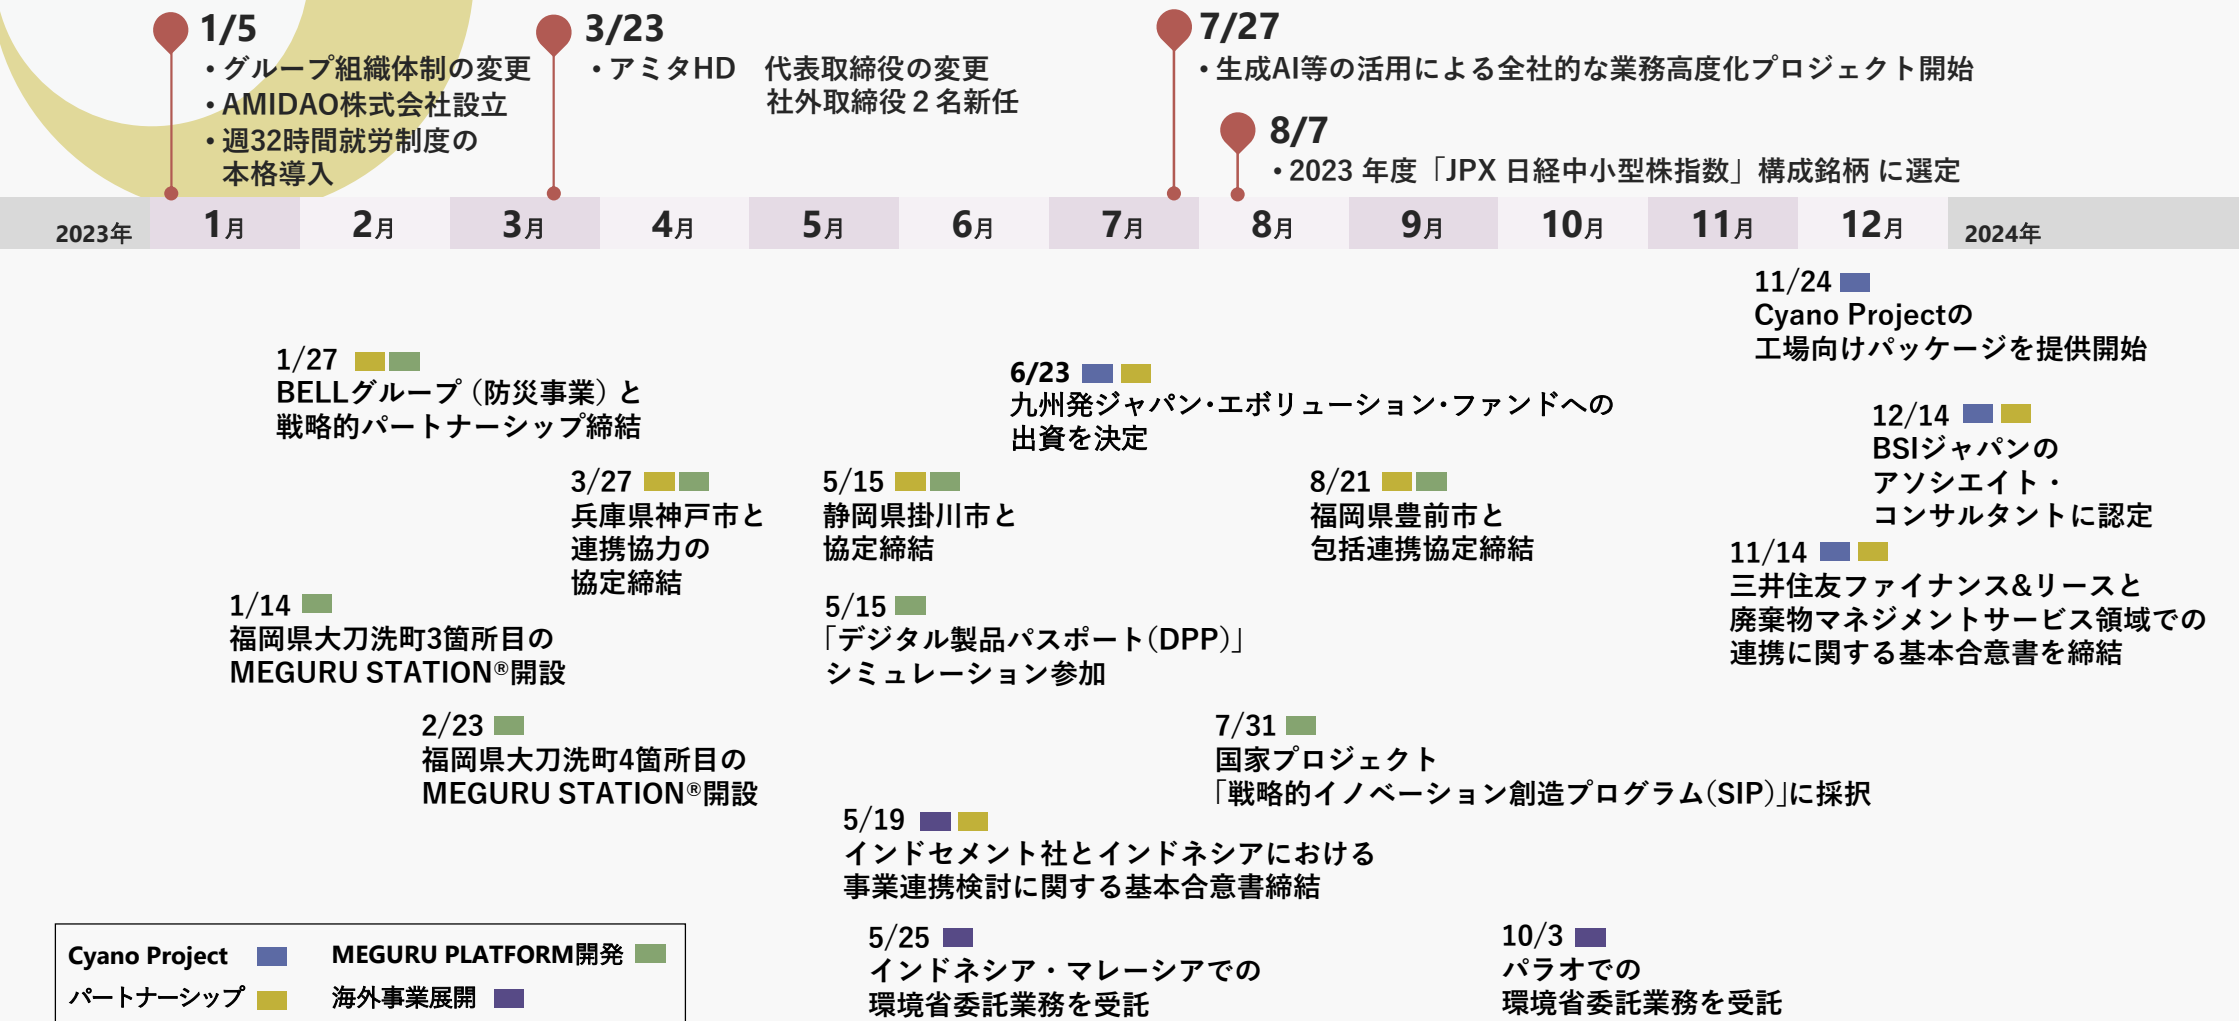 1/5
・グループ組織体制の変更
・AMIDAO株式会社設立
・週32時間就労制度の
本格導入
3/23
・アミタHD　代表取締役の変更
社外取締役２名新任
7/27
・生成AI等の活用による全社的な業務高度化プロジェクト開始
8/7
・2023 年度「JPX 日経中小型株指数」構成銘柄 に選定
2023年 1月 2月 3月 4月 5月 6月 7月 8月 9月 10月 11月 12月 2024年
11/24
Cyano Projectの
工場向けパッケージを提供開始
1/27
BELLグループ（防災事業）と
戦略的パートナーシップ締結
6/23
九州発ジャパン・エボリューション・ファンドへの
出資を決定
12/14
BSIジャパンの
アソシエイト・
コンサルタントに認定
3/27
兵庫県神戸市と
連携協力の
協定締結
5/15
静岡県掛川市と
協定締結
8/21
福岡県豊前市と
包括連携協定締結
11/14
三井住友ファイナンス&リースと
廃棄物マネジメントサービス領域での
連携に関する基本合意書を締結
1/14
福岡県大刀洗町3箇所目の
MEGURU STATION®開設
5/15
「デジタル製品パスポート（DPP）」
シミュレーション参加
2/23
福岡県大刀洗町4箇所目の
MEGURU STATION®開設
7/31
国家プロジェクト
「戦略的イノベーション創造プログラム（SIP）」に採択
5/19
インドセメント社とインドネシアにおける
事業連携検討に関する基本合意書締結
5/25
インドネシア・マレーシアでの
環境省委託業務を受託
10/3
パラオでの
環境省委託業務を受託
Cyano Project MEGURU PLATFORM開発
パートナーシップ 海外事業展開